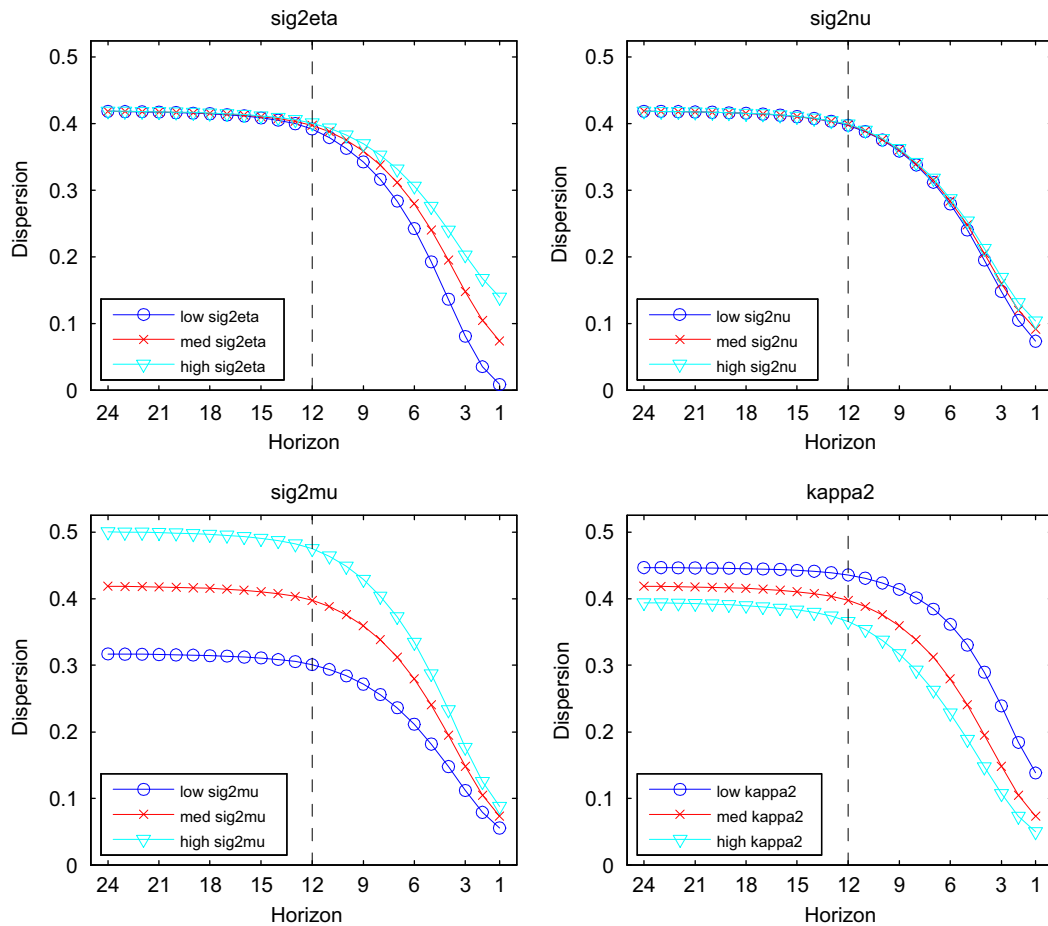 sig2eta
0.5
0.4
0.3
0.2
0.1
0
Dispersion
low sig2eta
med sig2eta
high sig2eta
24 21 18 15 12 9 6 3 1
Horizon
sig2nu
0.5
0.4
0.3
0.2
0.1
0
Dispersion
low sig2nu
med sig2nu
high sig2nu
24 21 18 15 12 9 6 3 1
Horizon
sig2mu
0.5
0.4
0.3
0.2
0.1
0
Dispersion
low sig2mu
med sig2mu
high sig2mu
24 21 18 15 12 9 6 3 1
Horizon
kappa2
0.5
0.4
0.3
0.2
0.1
0
Dispersion
low kappa2
med kappa2
high kappa2
24 21 18 15 12 9 6 3 1
Horizon